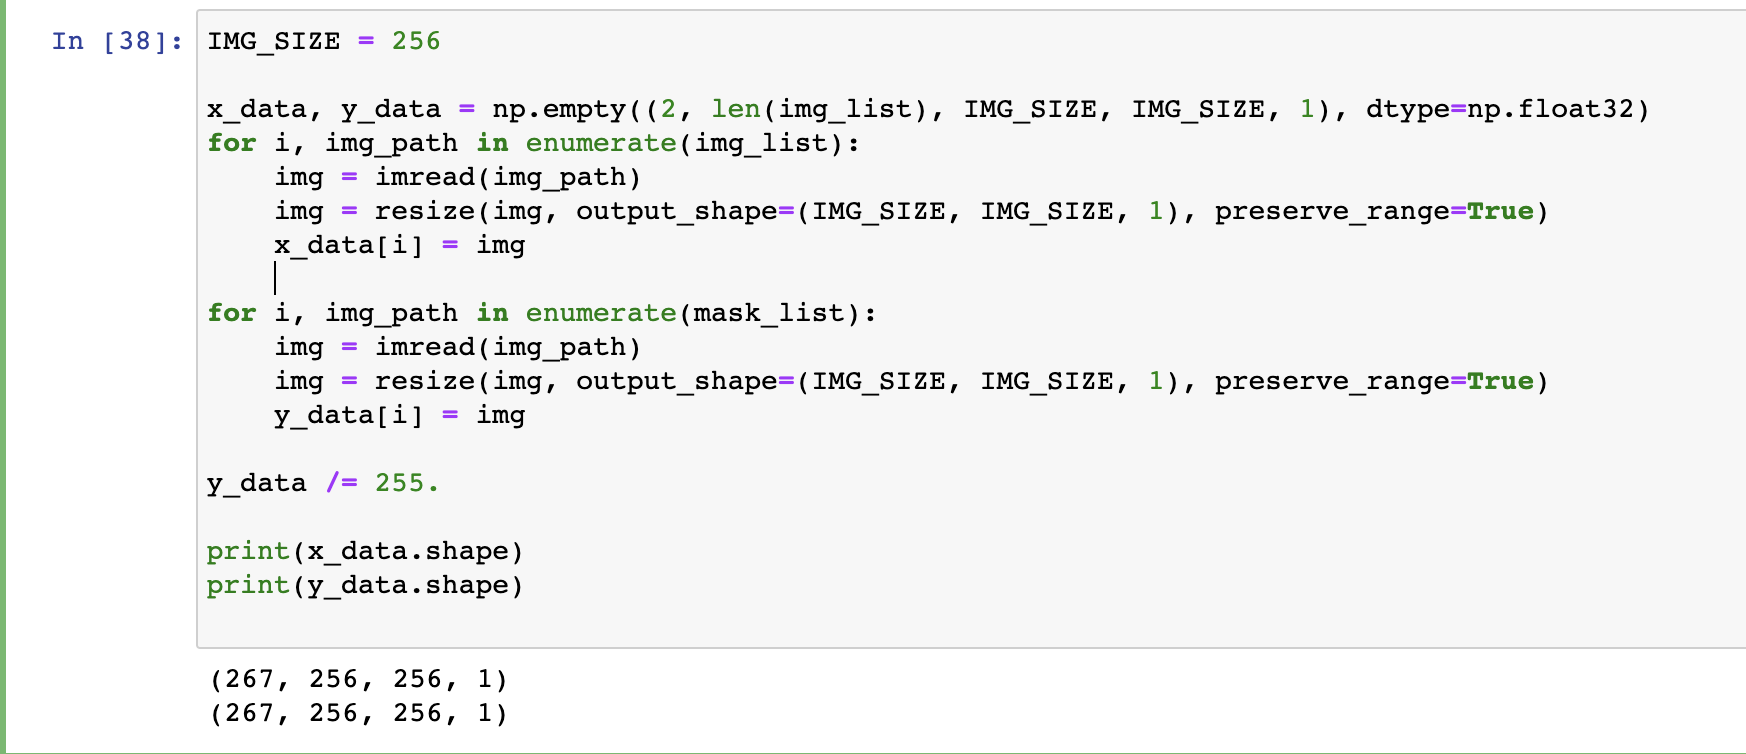 In [38]: IMG_SIZE = 256

x_data, y_data = np.empty((2, len(img_list), IMG_SIZE, IMG_SIZE, 1), dtype=np.float32)
for i, img_path in enumerate(img_list):
    img = imread(img_path)
    img = resize(img, output_shape=(IMG_SIZE, IMG_SIZE, 1), preserve_range=True)
    x_data[i] = img

for i, img_path in enumerate(mask_list):
    img = imread(img_path)
    img = resize(img, output_shape=(IMG_SIZE, IMG_SIZE, 1), preserve_range=True)
    y_data[i] = img

y_data /= 255.

print(x_data.shape)
print(y_data.shape)

(267, 256, 256, 1)
(267, 256, 256, 1)